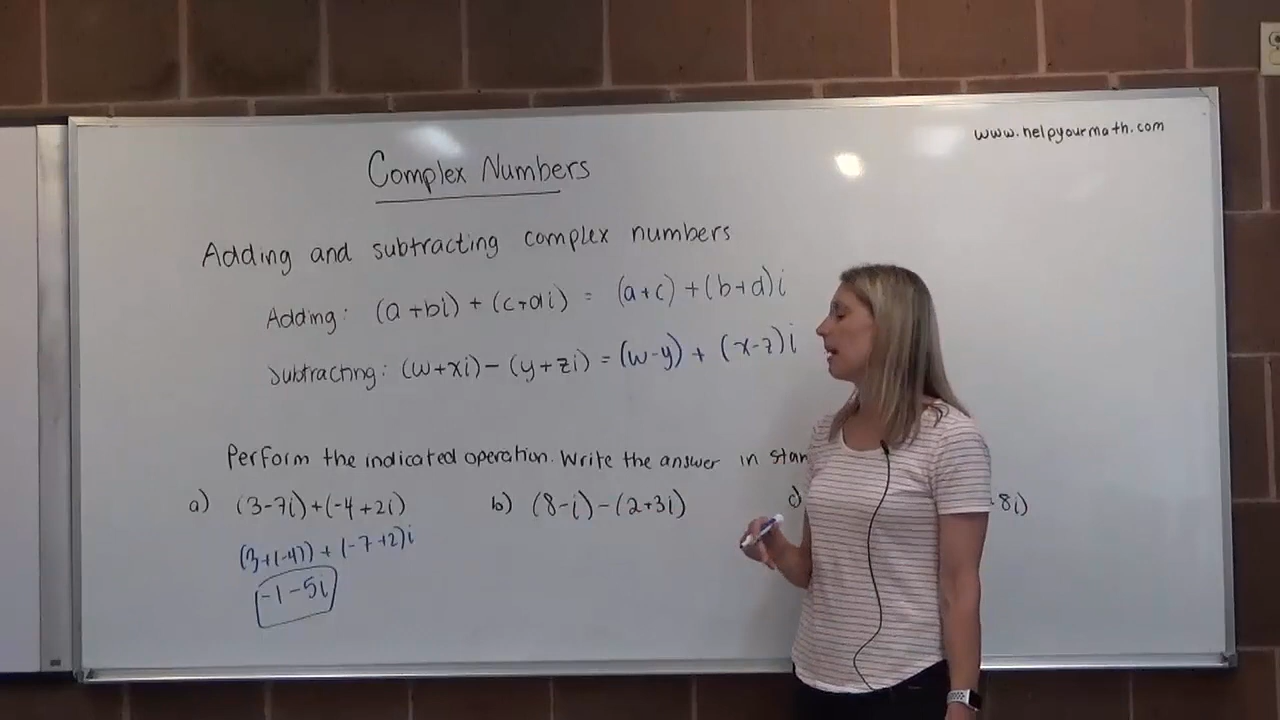 www.helpyourmath.com
Complex Numbers
Adding and subtracting complex numbers
Adding: (a+bi) + (c+di) = (a+c) + (b+d)i
Subtracting: (w+xi) - (y+zi) = (w-y) + (x-z)i
Perform the indicated operation. Write the answer in
a) (3-7i)+(-4+2i) b) (8-i)-(2+3i) c) 8i)
(3+(-4)) + (-7+2)i
-1-5i